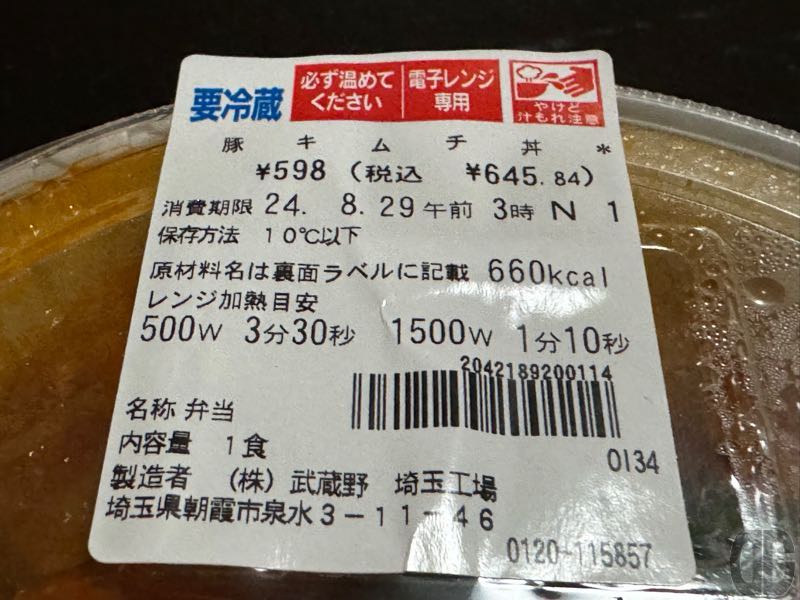 要冷蔵
必ず温めて
ください
電子レンジ
専用
やけど
汁もれ注意
豚キムチ丼 *
¥598 (税込 ¥645.84)
消費期限 24. 8.29午前 3時 N 1
保存方法 10℃以下
原材料名は裏面ラベルに記載 660kcal
レンジ加熱目安
500W 3分30秒 1500W 1分10秒
2042189200114
名称 弁当
内容量 1食
0134
製造者 (株)武蔵野 埼玉工場
埼玉県朝霞市泉水3-11-46
0120-115857